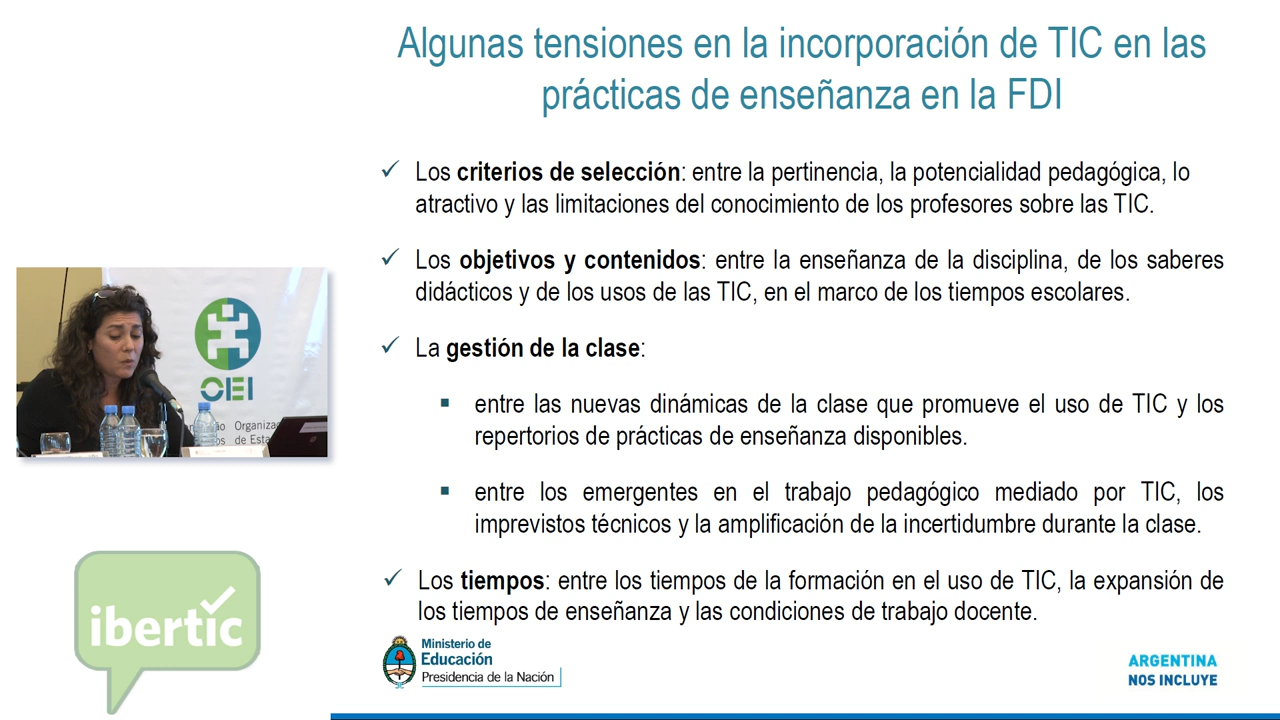 Algunas tensiones en la incorporación de TIC en las
prácticas de enseñanza en la FDI
Los criterios de selección: entre la pertinencia, la potencialidad pedagógica, lo
atractivo y las limitaciones del conocimiento de los profesores sobre las TIC.
Los objetivos y contenidos: entre la enseñanza de la disciplina, de los saberes
didácticos y de los usos de las TIC, en el marco de los tiempos escolares.
La gestión de la clase:
entre las nuevas dinámicas de la clase que promueve el uso de TIC y los
repertorios de prácticas de enseñanza disponibles.
entre los emergentes en el trabajo pedagógico mediado por TIC, los
imprevistos técnicos y la amplificación de la incertidumbre durante la clase.
Los tiempos: entre los tiempos de la formación en el uso de TIC, la expansión de
los tiempos de enseñanza y las condiciones de trabajo docente.
OEI
ibertic
Ministerio de
Educación
Presidencia de la Nación
ARGENTINA
NOS INCLUYE